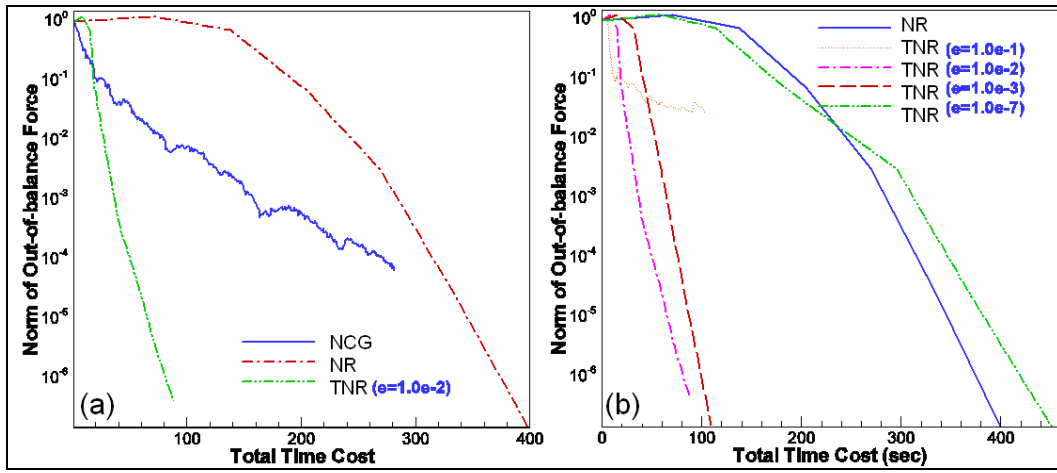 10^0
10^-1
10^-2
10^-3
10^-4
10^-5
10^-6
Norm of Out-of-balance Force
NCG
NR
TNR (e=1.0e-2)
(a)
100 200 300 400
Total Time Cost
10^0
10^-1
10^-2
10^-3
10^-4
10^-5
10^-6
Norm of Out-of-balance Force
NR
TNR (e=1.0e-1)
TNR (e=1.0e-2)
TNR (e=1.0e-3)
TNR (e=1.0e-7)
(b)
0 100 200 300 400
Total Time Cost (sec)